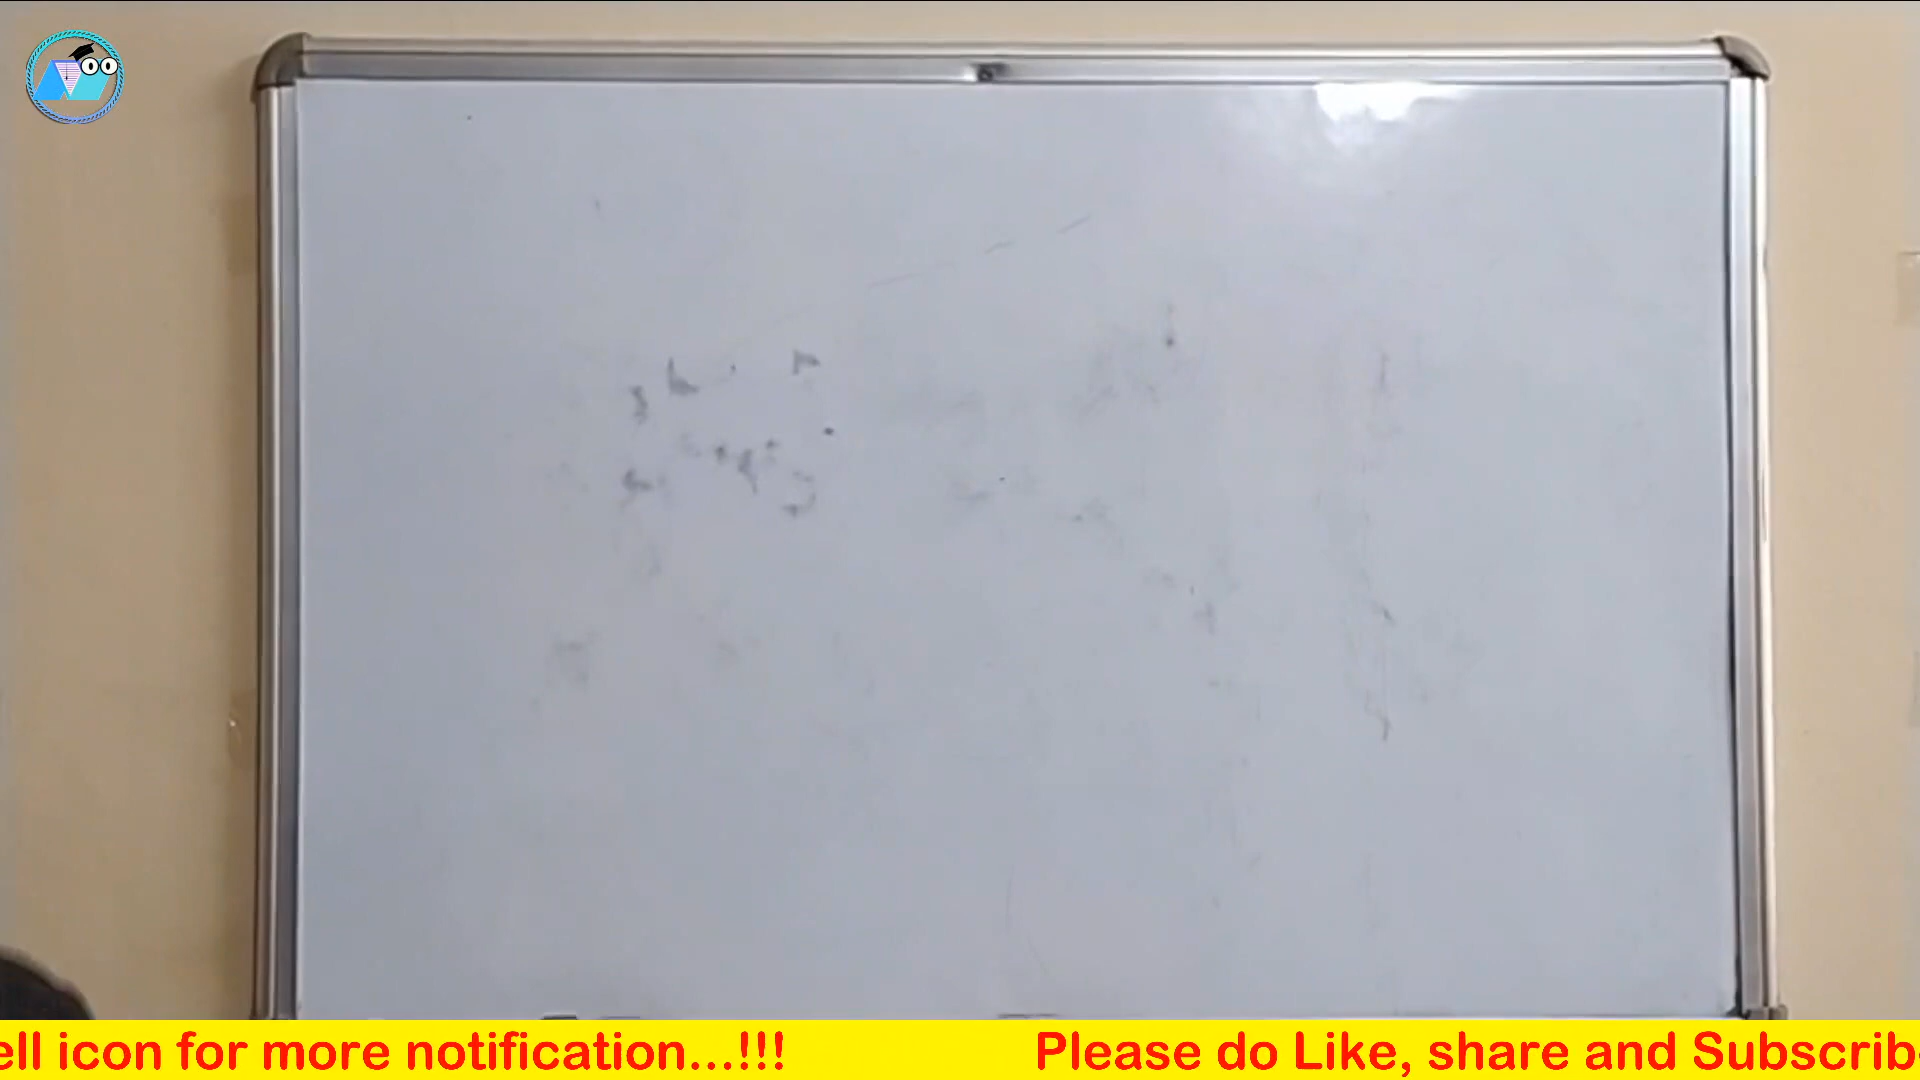 ell icon for more notification...!!! Please do Like, share and Subscrib